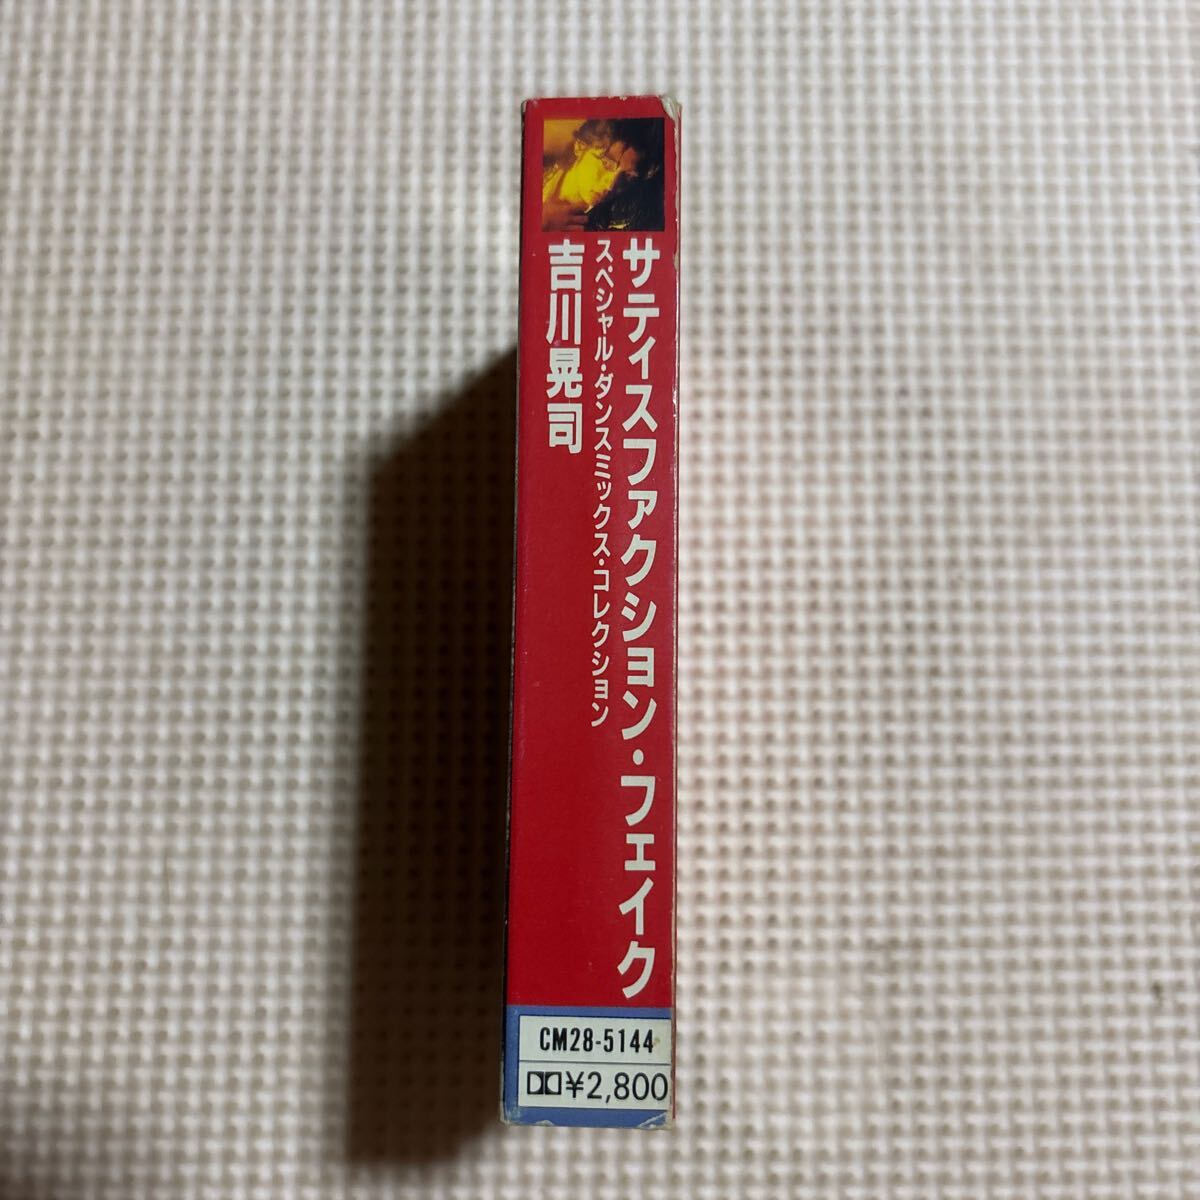 サティスファクション・フェイク
スペシャル・ダンスミックス・コレクション
吉川晃司
CM28-5144
¥2,800